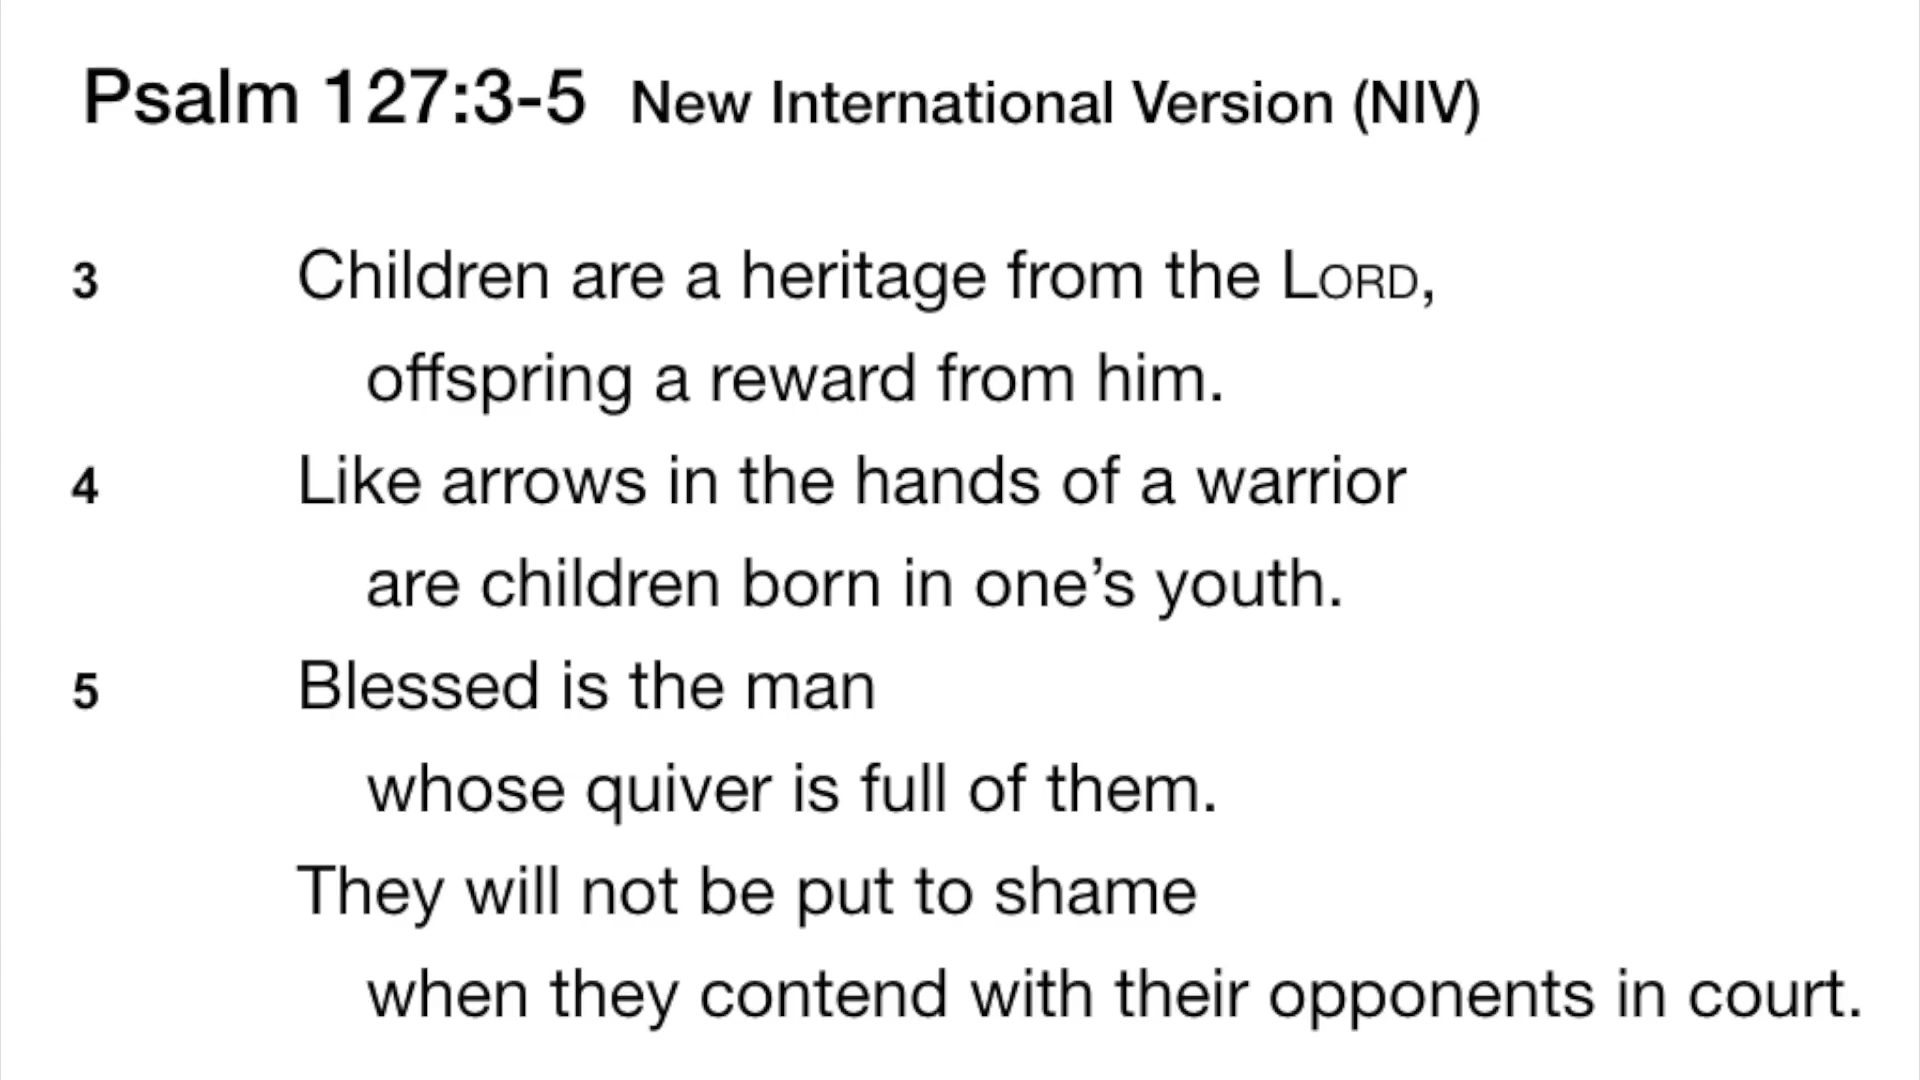 Psalm 127:3-5 New International Version (NIV)
3 Children are a heritage from the LORD,
offspring a reward from him.
4 Like arrows in the hands of a warrior
are children born in one’s youth.
5 Blessed is the man
whose quiver is full of them.
They will not be put to shame
when they contend with their opponents in court.